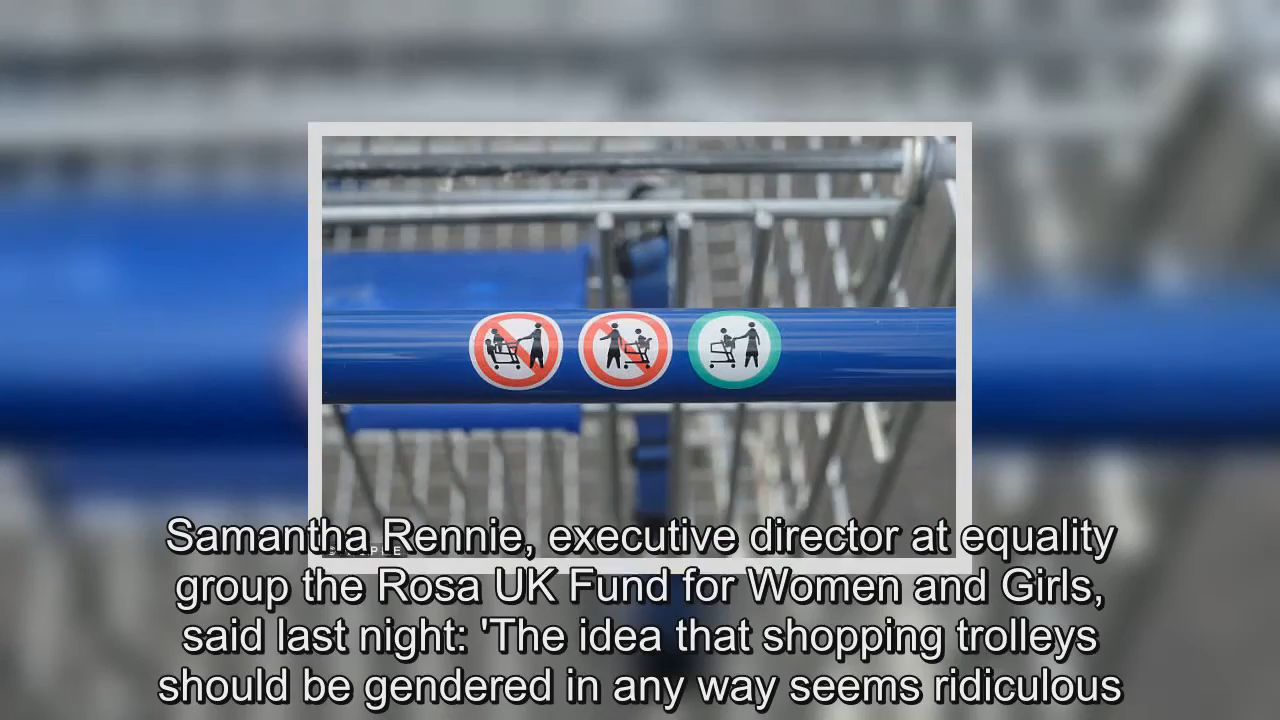 Samantha Rennie, executive director at equality
group the Rosa UK Fund for Women and Girls,
said last night: 'The idea that shopping trolleys
should be gendered in any way seems ridiculous